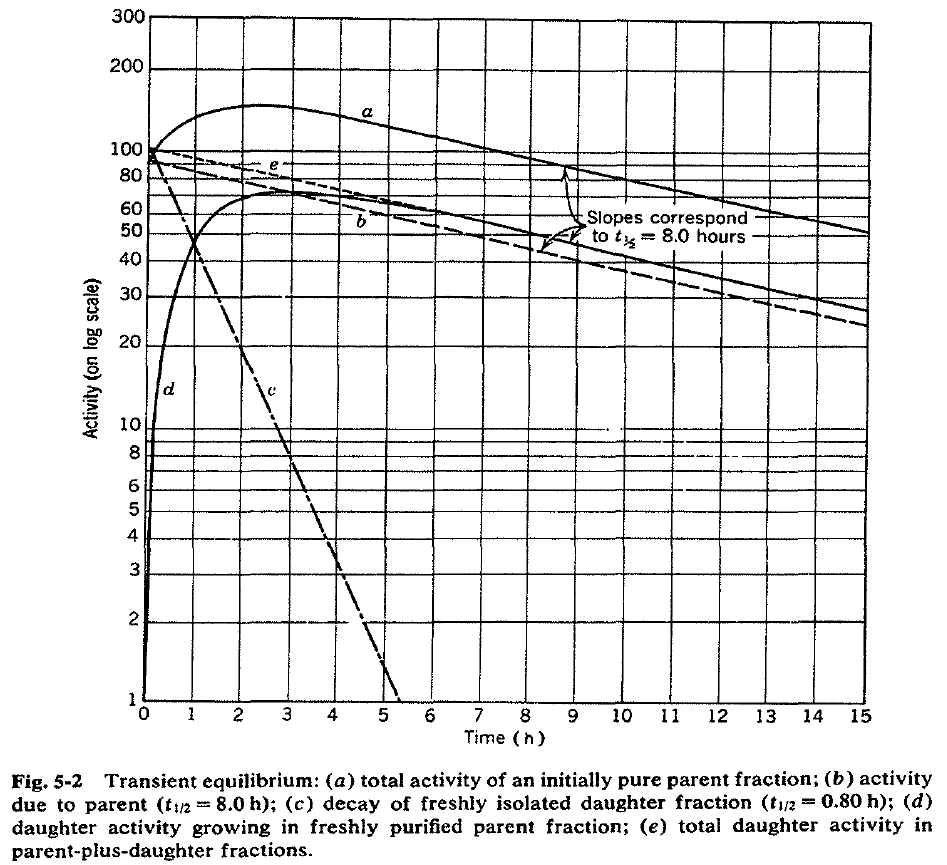 300
200
100
80
60
50
40
30
20
10
8
6
5
4
3
2
1
Activity (on log scale)
a
e
b
d
c
Slopes correspond
to t½ = 8.0 hours
0 1 2 3 4 5 6 7 8 9 10 11 12 13 14 15
Time (h)
Fig. 5-2 Transient equilibrium: (a) total activity of an initially pure parent fraction; (b) activity
due to parent (t1/2 = 8.0 h); (c) decay of freshly isolated daughter fraction (t1/2 = 0.80 h); (d)
daughter activity growing in freshly purified parent fraction; (e) total daughter activity in
parent-plus-daughter fractions.